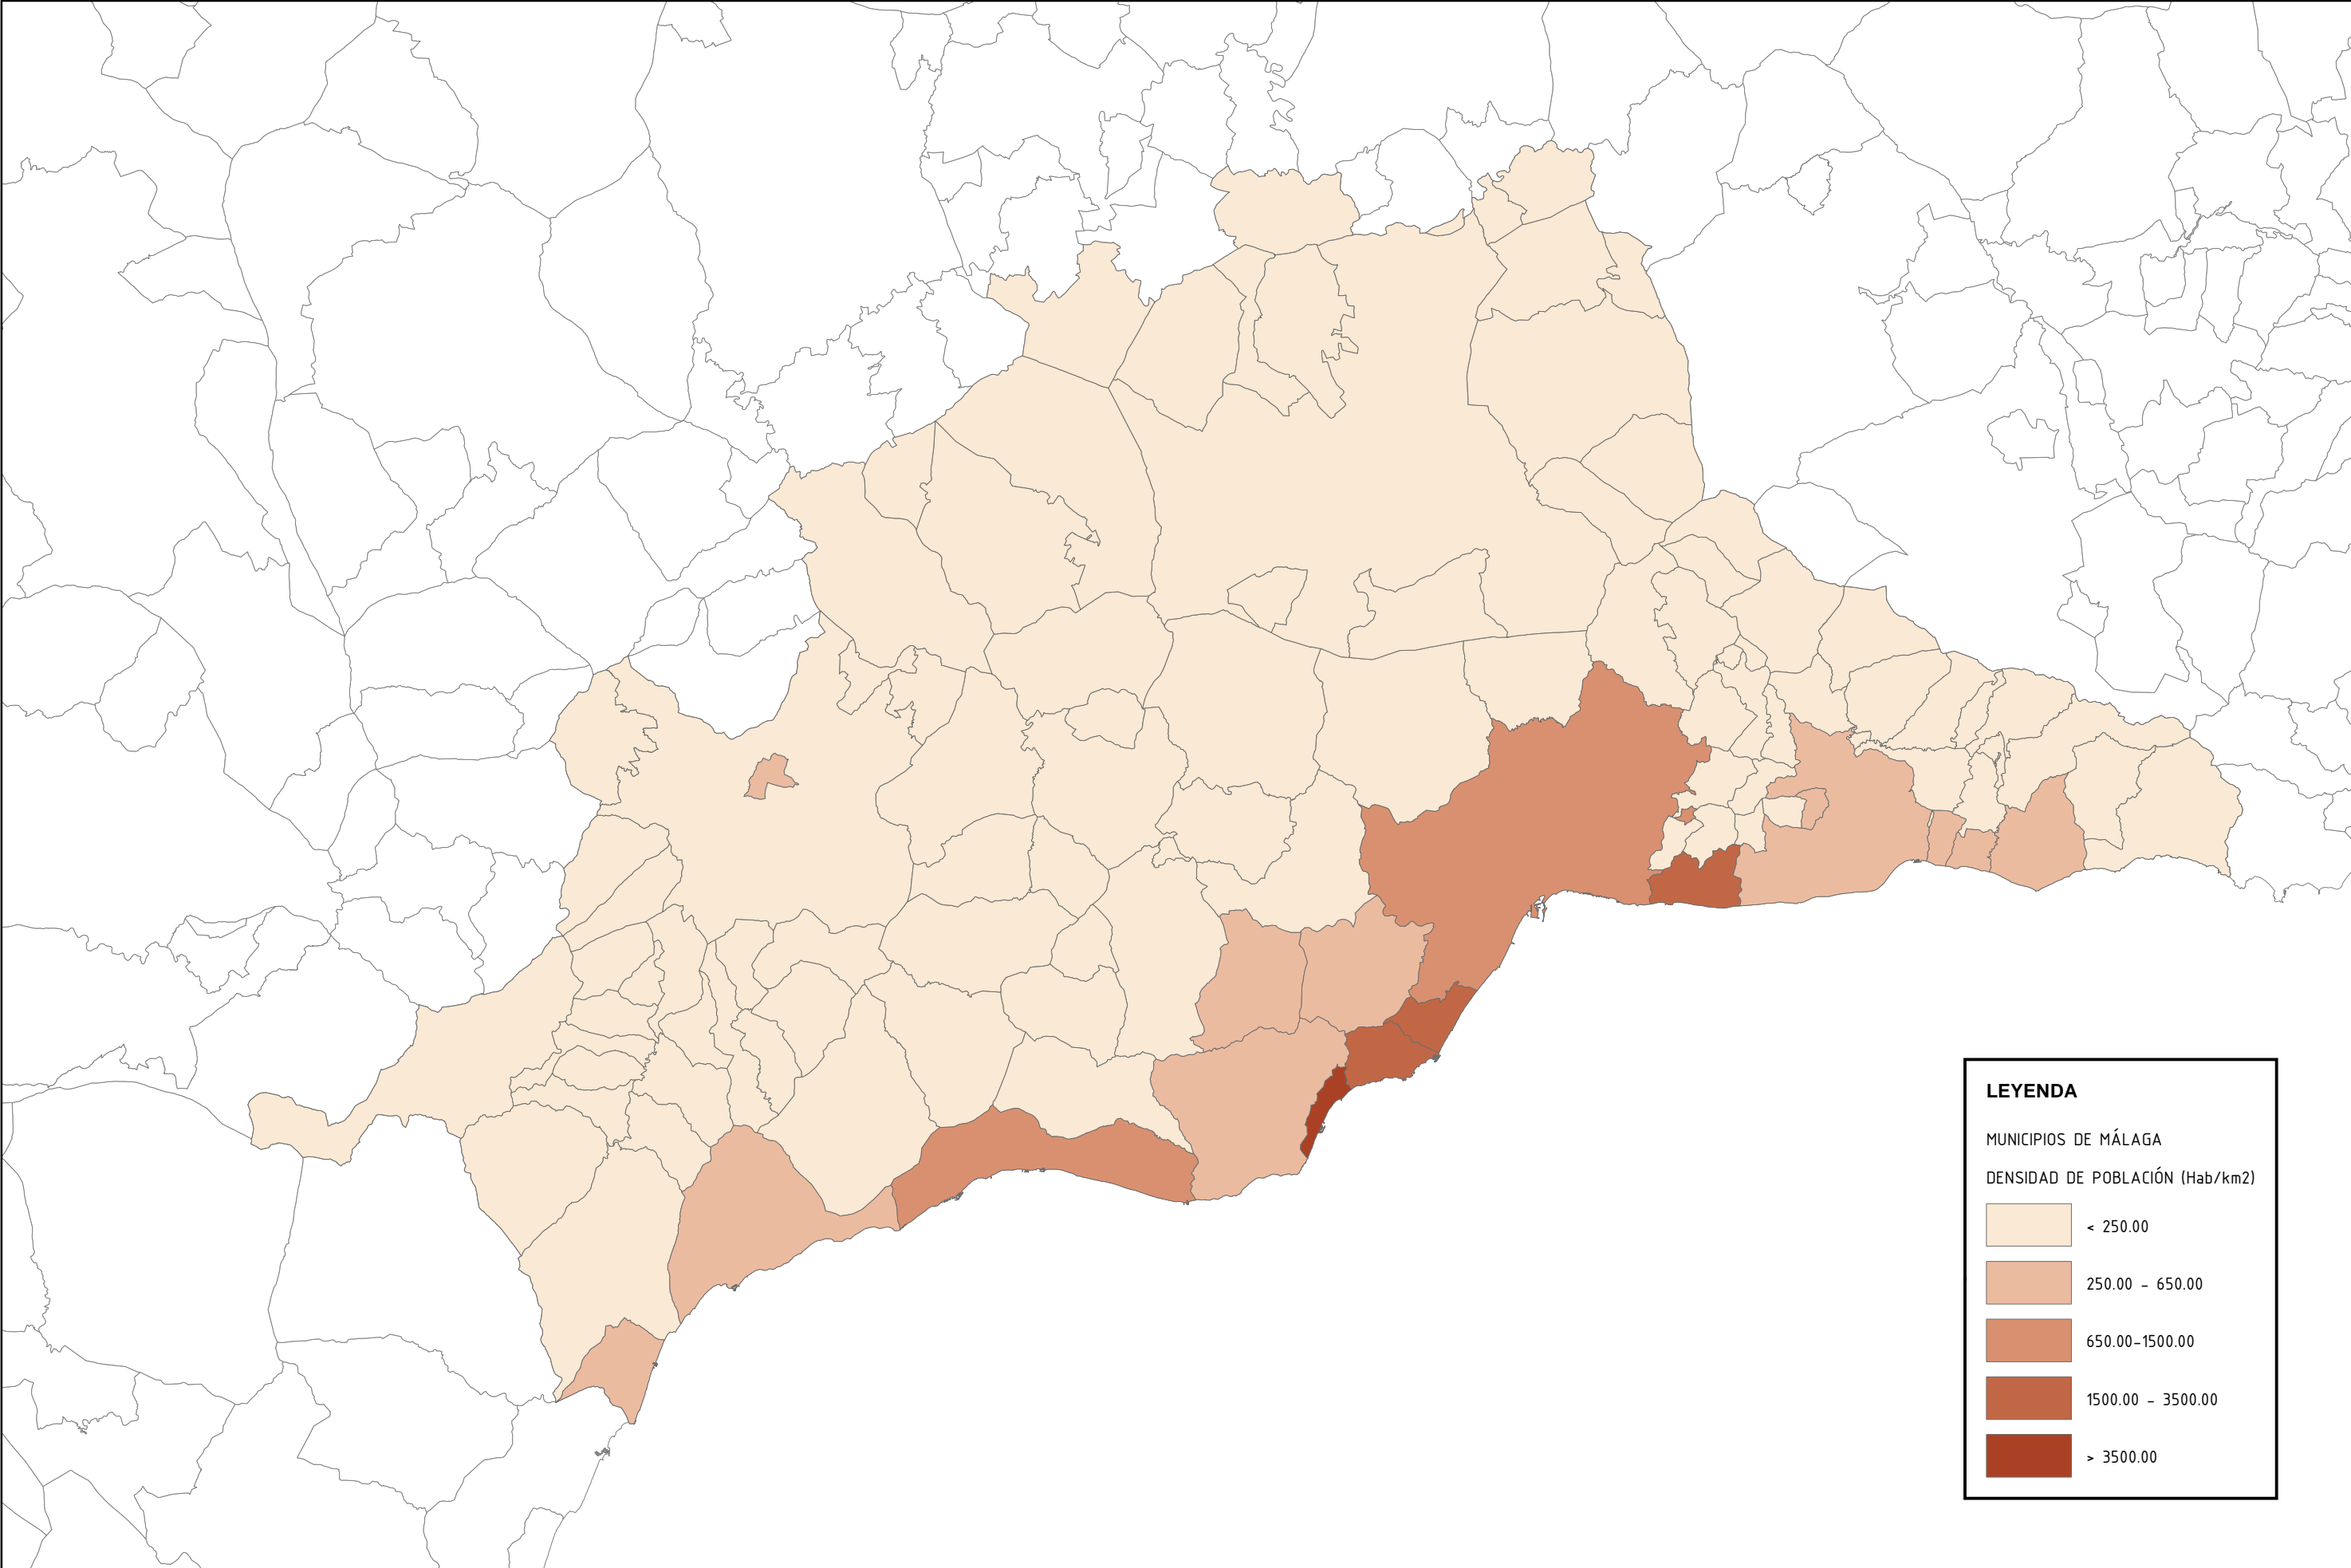 LEYENDA
MUNICIPIOS DE MÁLAGA
DENSIDAD DE POBLACIÓN (Hab/km2)
< 250.00
250.00 - 650.00
650.00-1500.00
1500.00 - 3500.00
> 3500.00